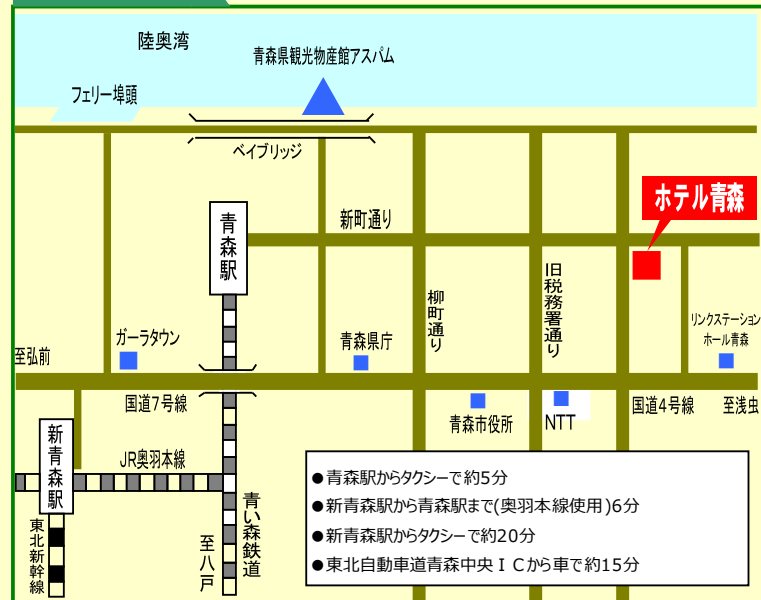 陸奥湾
青森県観光物産館アスパム
フェリー埠頭
ベイブリッジ
ホテル青森
青森駅
新町通り
柳町通り
旧税務署通り
リンクステーション
ホール青森
ガーラタウン
青森県庁
至弘前
国道7号線
青森市役所
NTT
国道4号線
至浅虫
新青森駅
JR奥羽本線
東北新幹線
至八戸
青い森鉄道
●青森駅からタクシーで約5分
●新青森駅から青森駅まで(奥羽本線使用)6分
●新青森駅からタクシーで約20分
●東北自動車道青森中央ＩＣから車で約15分